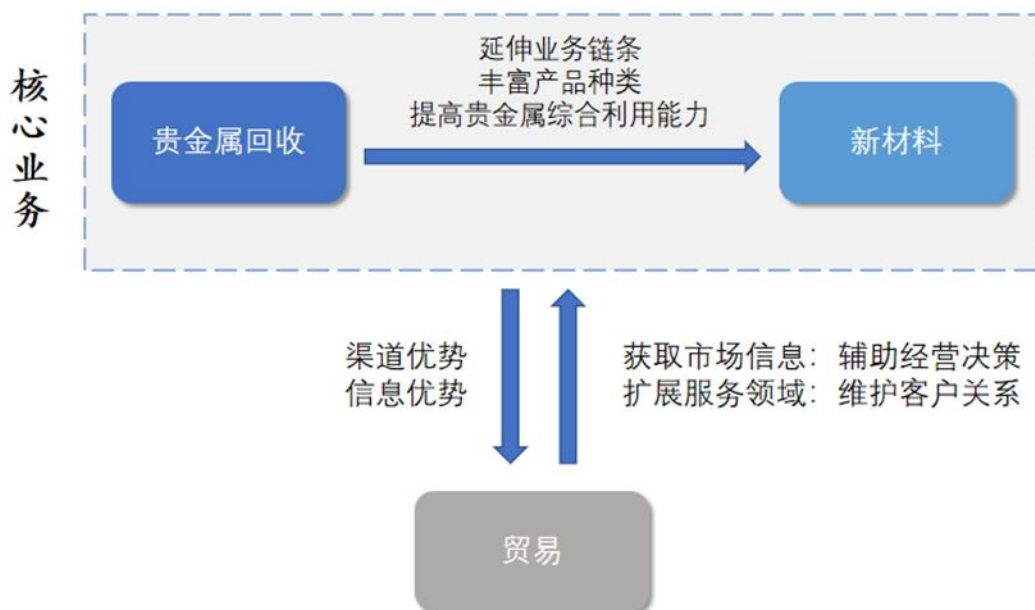 核心业务
延伸业务链条
丰富产品种类
提高贵金属综合利用能力
贵金属回收
新材料
渠道优势
信息优势
获取市场信息：辅助经营决策
扩展服务领域：维护客户关系
贸易